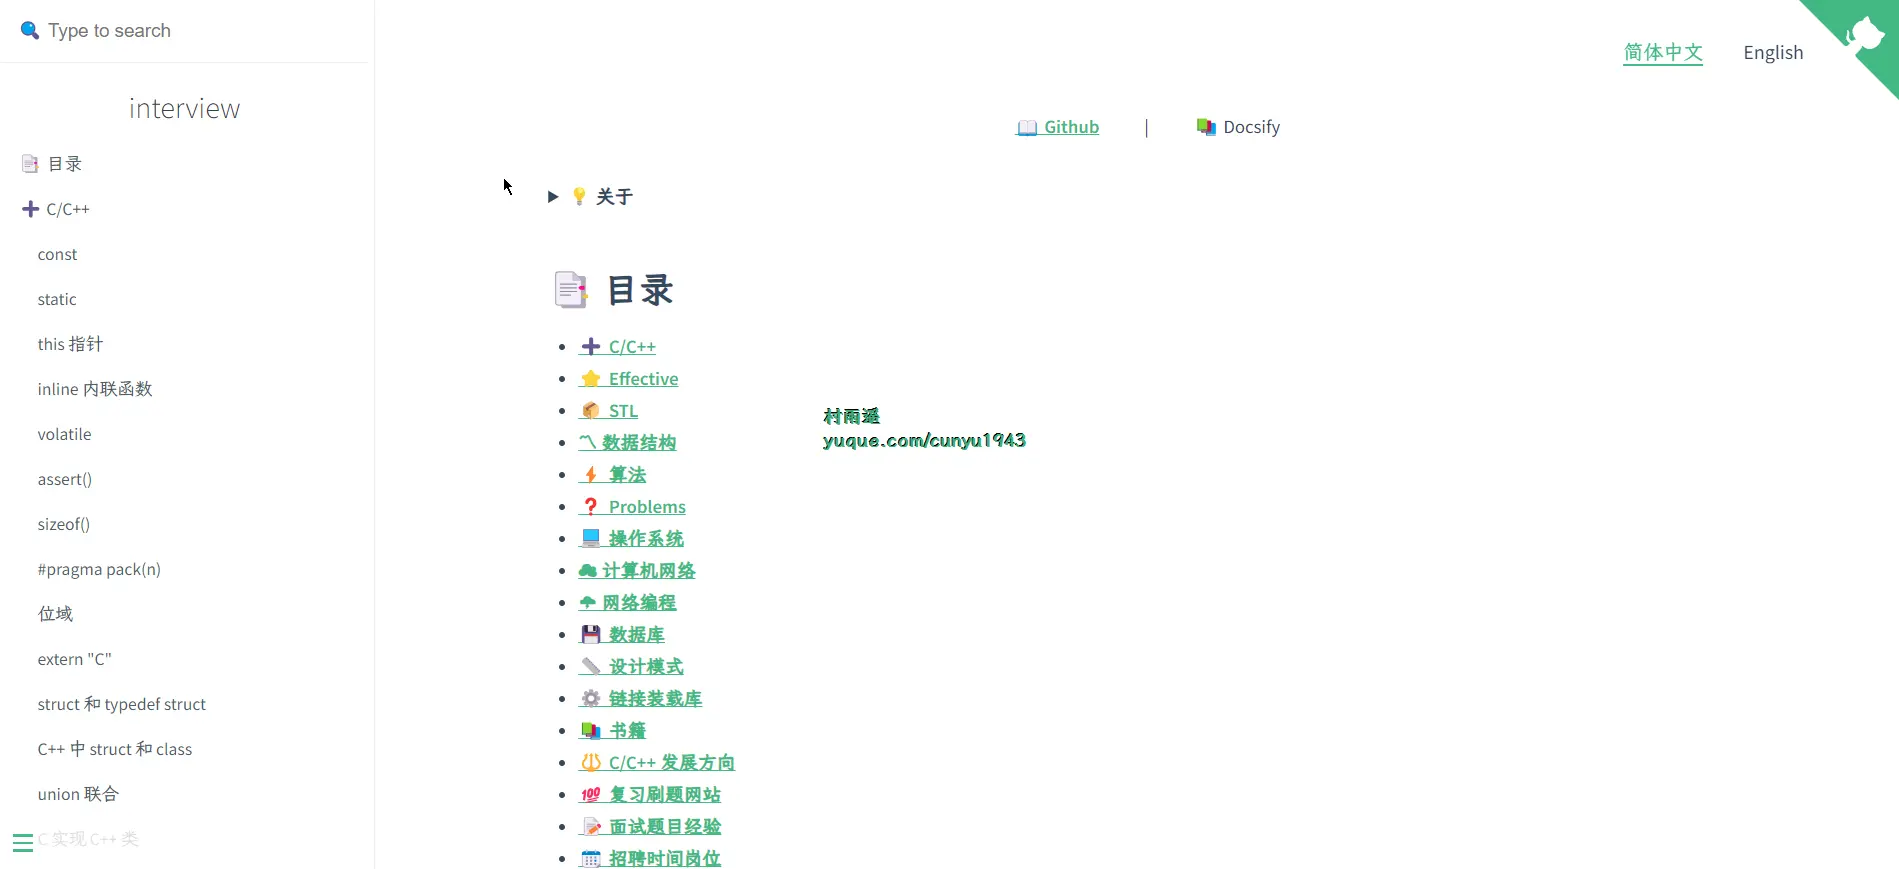 Type to search
interview
目录
C/C++
const
static
this 指针
inline 内联函数
volatile
assert()
sizeof()
#pragma pack(n)
位域
extern "C"
struct 和 typedef struct
C++ 中 struct 和 class
union 联合
C 实现 C++ 类
简体中文 English
Github | Docsify
关于
目录
C/C++
Effective
STL
数据结构
算法
Problems
操作系统
计算机网络
网络编程
数据库
设计模式
链接装载库
书籍
C/C++ 发展方向
复习刷题网站
面试题目经验
招聘时间岗位
村雨遥
yuque.com/cunyu1943